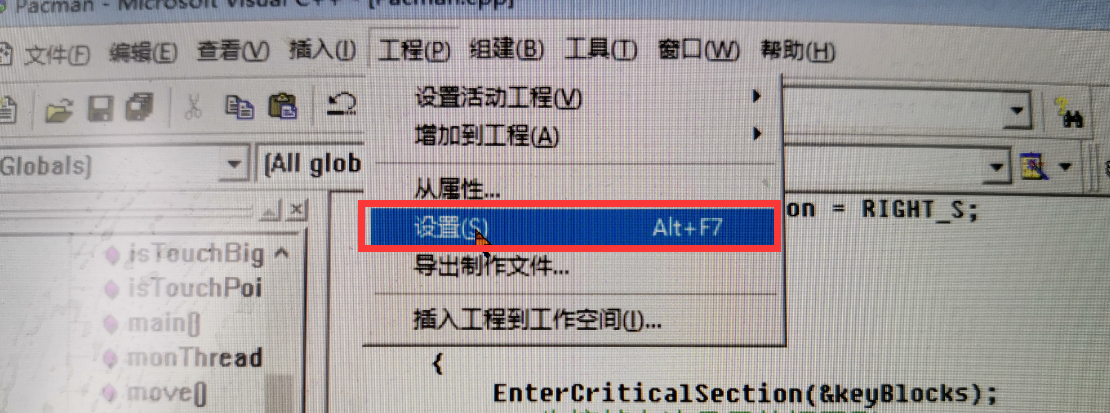 Pacman - Microsoft Visual C++ - [Pacman.cpp]
文件(F) 编辑(E) 查看(V) 插入(I) 工程(P) 组建(B) 工具(T) 窗口(W) 帮助(H)
设置活动工程(V)
增加到工程(A)
Globals) (All glob
从属性...
on = RIGHT_S;
设置(S) Alt+F7
isTouchBig
导出制作文件...
isTouchPoi
main()
插入工程到工作空间(I)...
monThread
{
move()
EnterCriticalSection(&keyBlocks);